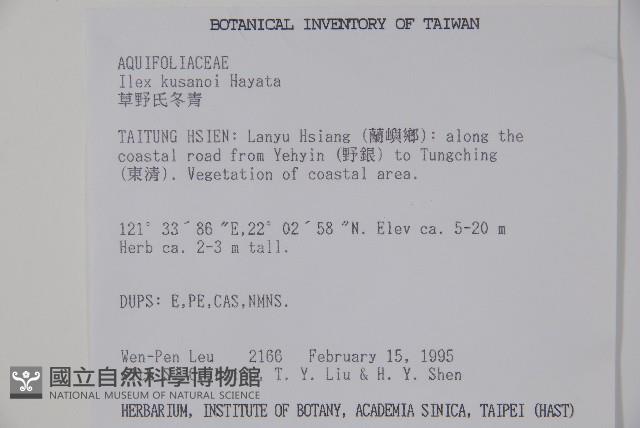 BOTANICAL INVENTORY OF TAIWAN
AQUIFOLIACEAE
Ilex kusanoi Hayata
草野氏冬青
TAITUNG HSIEN: Lanyu Hsiang (蘭嶼鄉): along the
coastal road from Yehyin (野銀) to Tungching
(東清). Vegetation of coastal area.
121° 33´86 ″E,22° 02´58 ″N. Elev ca. 5-20 m
Herb ca. 2-3 m tall.
DUPS: E,PE,CAS,NMNS.
Wen-Pen Leu 2166 February 15, 1995
T. Y. Liu & H. Y. Shen
國立自然科學博物館
NATIONAL MUSEUM OF NATURAL SCIENCE
HERBARIUM, INSTITUTE OF BOTANY, ACADEMIA SINICA, TAIPEI (HAST)